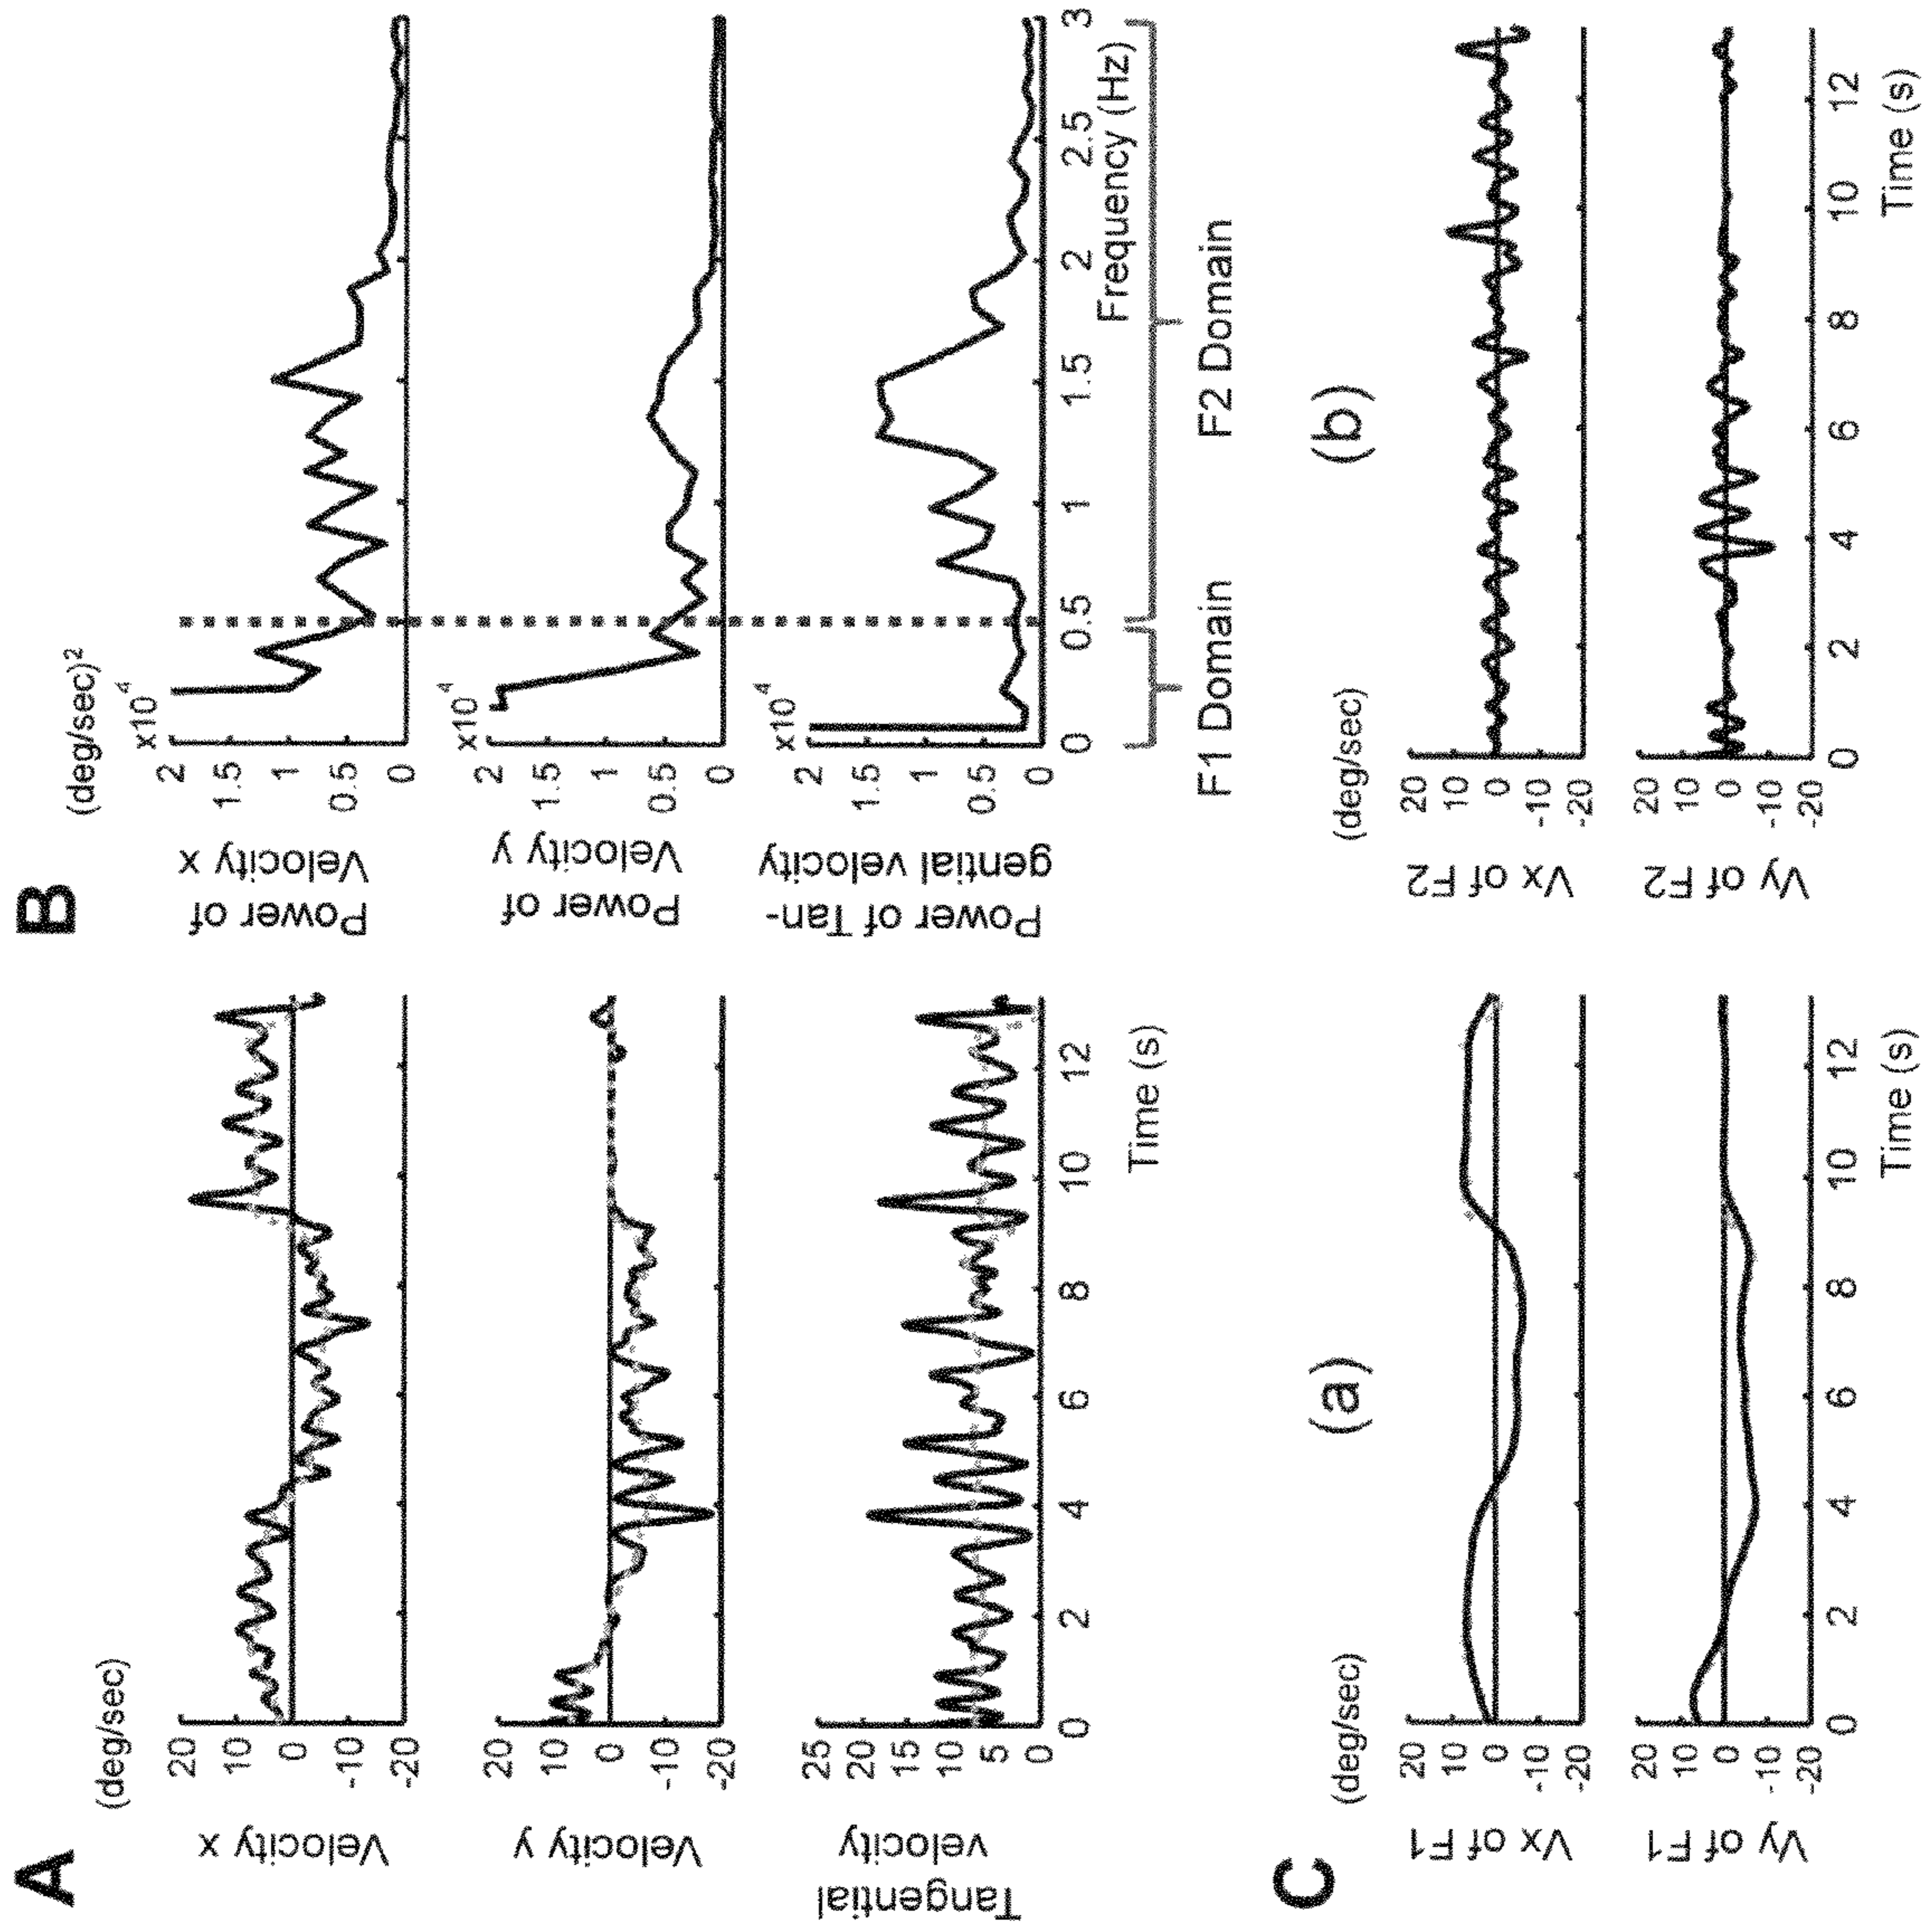 A
(deg/sec)
Velocity x
20
10
0
-10
-20
Velocity y
20
10
0
-10
-20
Tangential
velocity
25
20
15
10
5
0
0 2 4 6 8 10 12
Time (s)
B
(deg/sec)2
x10 4
Power of
Velocity x
2
1.5
1
0.5
0
x10 4
Power of
Velocity y
2
1.5
1
0.5
0
x10 4
Power of Tan-
gential velocity
2
1.5
1
0.5
0
0 0.5 1 1.5 2 2.5 3
Frequency (Hz)
F1 Domain F2 Domain
C
(a)
(deg/sec)
Vx of F1
20
10
0
-10
-20
Vy of F1
20
10
0
-10
-20
0 2 4 6 8 10 12
Time (s)
(b)
(deg/sec)
Vx of F2
20
10
0
-10
-20
Vy of F2
20
10
0
-10
-20
0 2 4 6 8 10 12
Time (s)